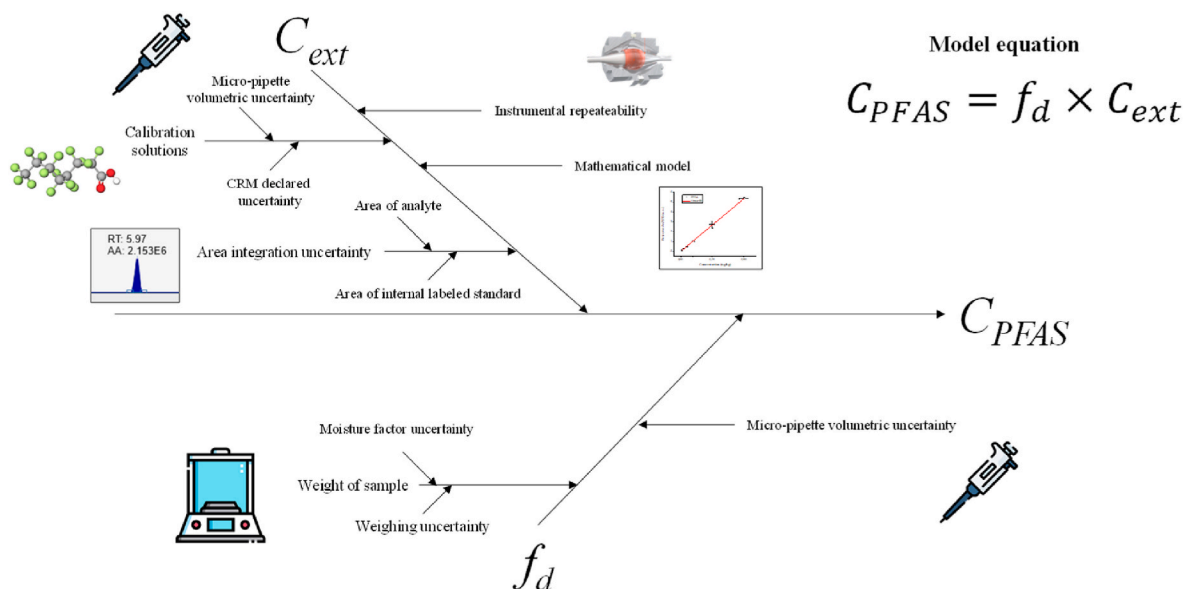 C_ext
Model equation
C_PFAS = f_d × C_ext
Micro-pipette
volumetric uncertainty
Instrumental repeateability
Calibration
solutions
Mathematical model
CRM declared
uncertainty
Area of analyte
RT: 5.97
AA: 2.153E6
Area integration uncertainty
Area of internal labeled standard
C_PFAS
Moisture factor uncertainty
Micro-pipette volumetric uncertainty
Weight of sample
Weighing uncertainty
f_d